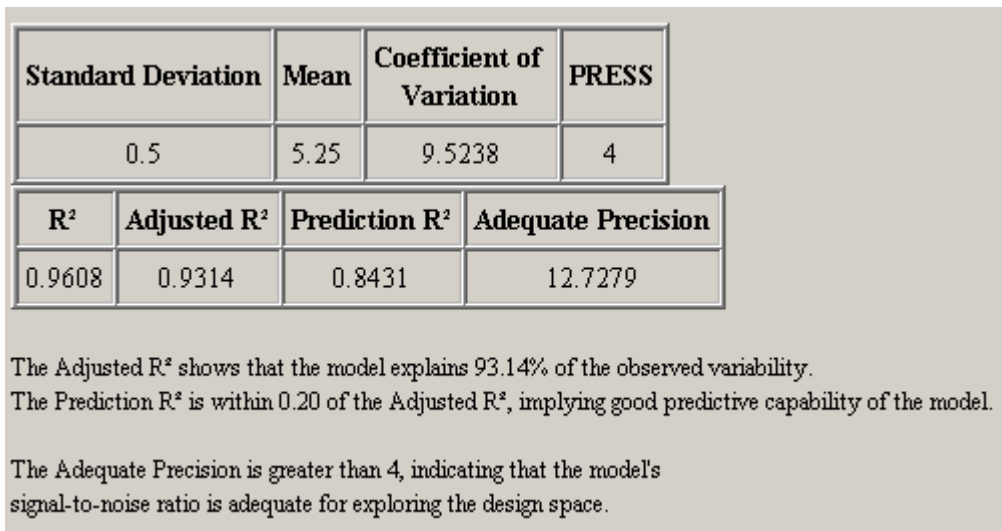 Standard Deviation Mean Coefficient of Variation PRESS
0.5 5.25 9.5238 4
R² Adjusted R² Prediction R² Adequate Precision
0.9608 0.9314 0.8431 12.7279
The Adjusted R² shows that the model explains 93.14% of the observed variability.
The Prediction R² is within 0.20 of the Adjusted R², implying good predictive capability of the model.
The Adequate Precision is greater than 4, indicating that the model's
signal-to-noise ratio is adequate for exploring the design space.